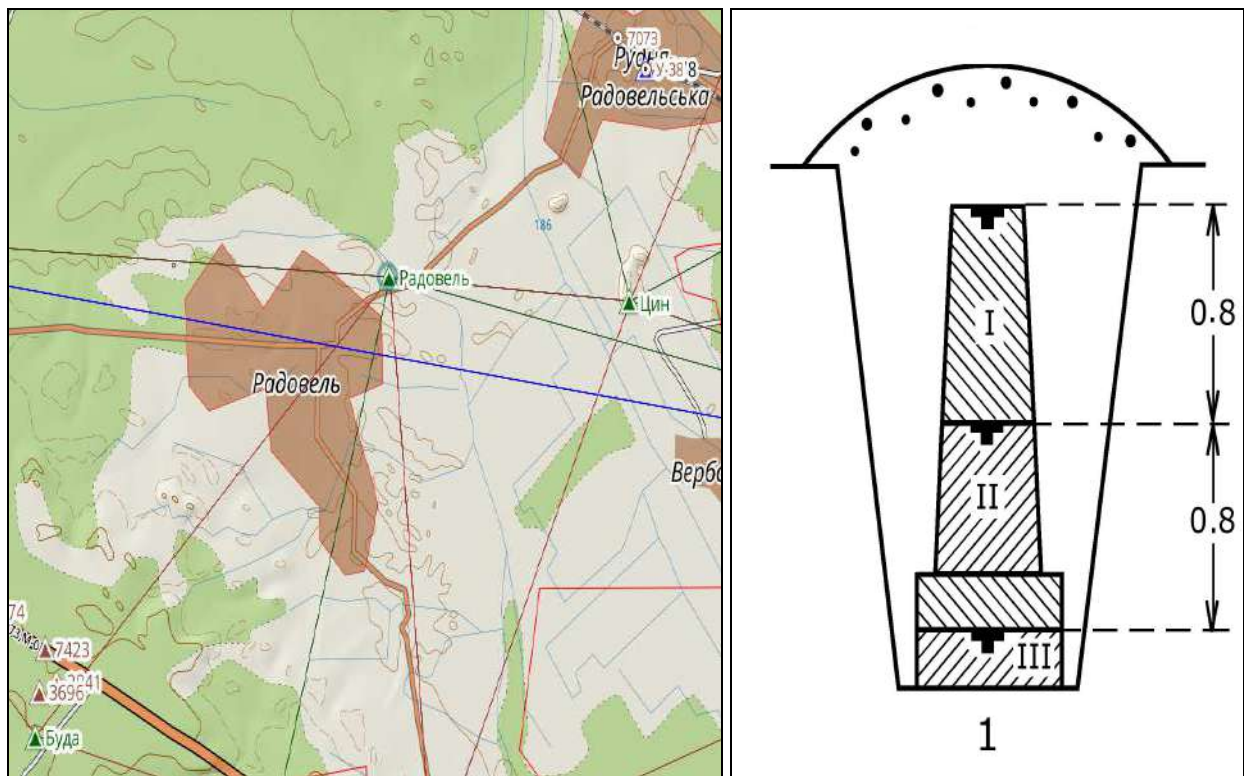 7073
Рудня
У-38
8
Радовельська
186
Радовель
Цин
Радовель
Верб
74
7423
3696
Буда
I
0.8
II
0.8
III
1